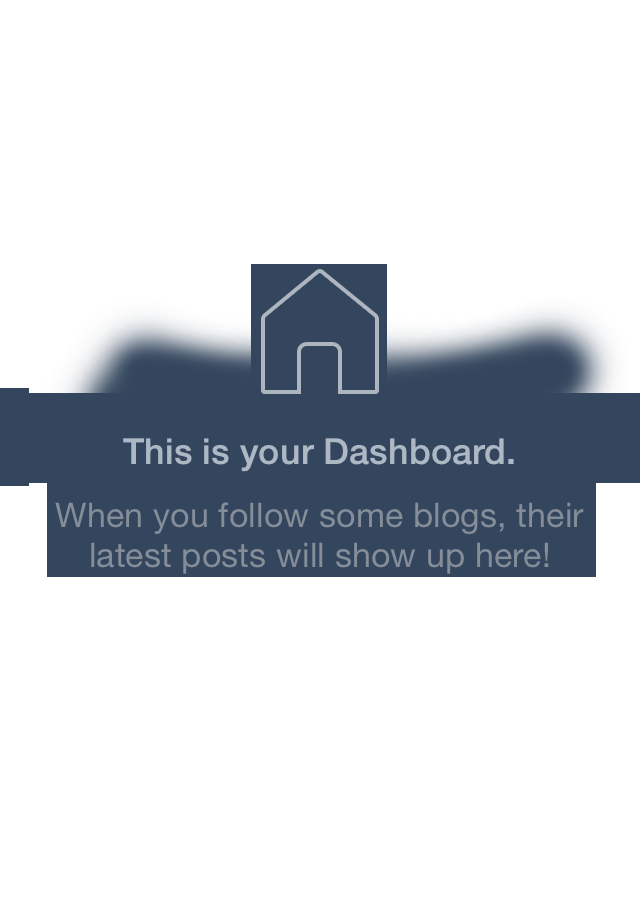 This is your Dashboard.
When you follow some blogs, their
latest posts will show up here!